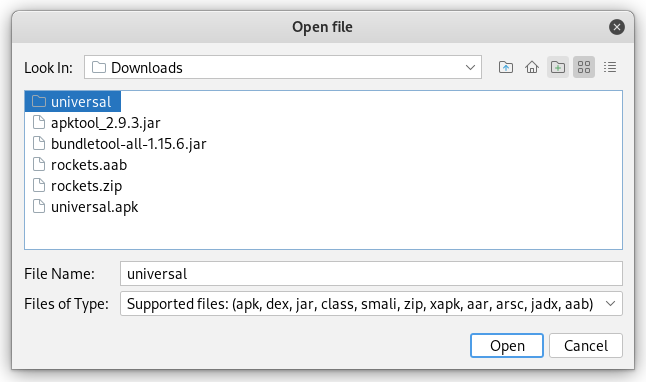 Open file
Look In: Downloads
universal
apktool_2.9.3.jar
bundletool-all-1.15.6.jar
rockets.aab
rockets.zip
universal.apk
File Name: universal
Files of Type: Supported files: (apk, dex, jar, class, smali, zip, xapk, aar, arsc, jadx, aab)
Open Cancel